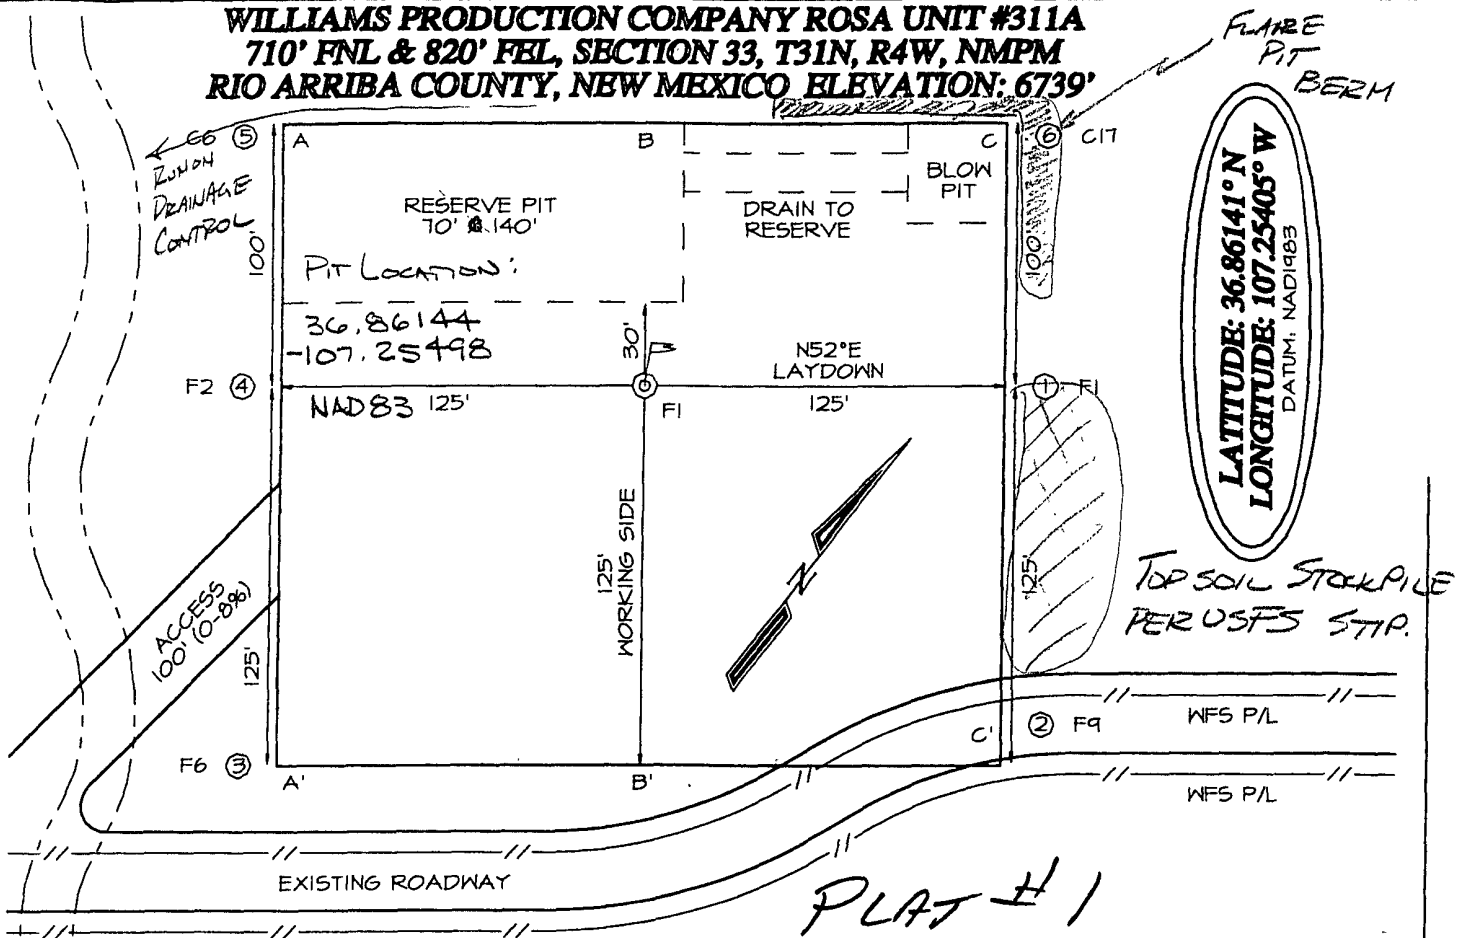 WILLIAMS PRODUCTION COMPANY ROSA UNIT #311A
710' FNL & 820' FEL, SECTION 33, T31N, R4W, NMPM
RIO ARRIBA COUNTY, NEW MEXICO ELEVATION: 6739'
FLARE
PIT
BERM
C6 ⑤
A
B
C
⑥ C17
RUNON
DRAINAGE
CONTROL
100'
RESERVE PIT
70' 140'
DRAIN TO
RESERVE
BLOW
PIT
100'
PIT LOCATION:
36.86144
-107.25498
NAD83
30'
N52°E
LAYDOWN
F2 ④
125'
F1
125'
① F1
LATITUDE: 36.86141° N
LONGITUDE: 107.25405° W
DATUM: NAD1983
125'
WORKING SIDE
N
125'
TOP SOIL STOCKPILE
PER USFS STIP.
ACCESS
100' (0-8%)
125'
F6 ③
A'
B'
C'
② F9
WFS P/L
WFS P/L
EXISTING ROADWAY
PLAT #1